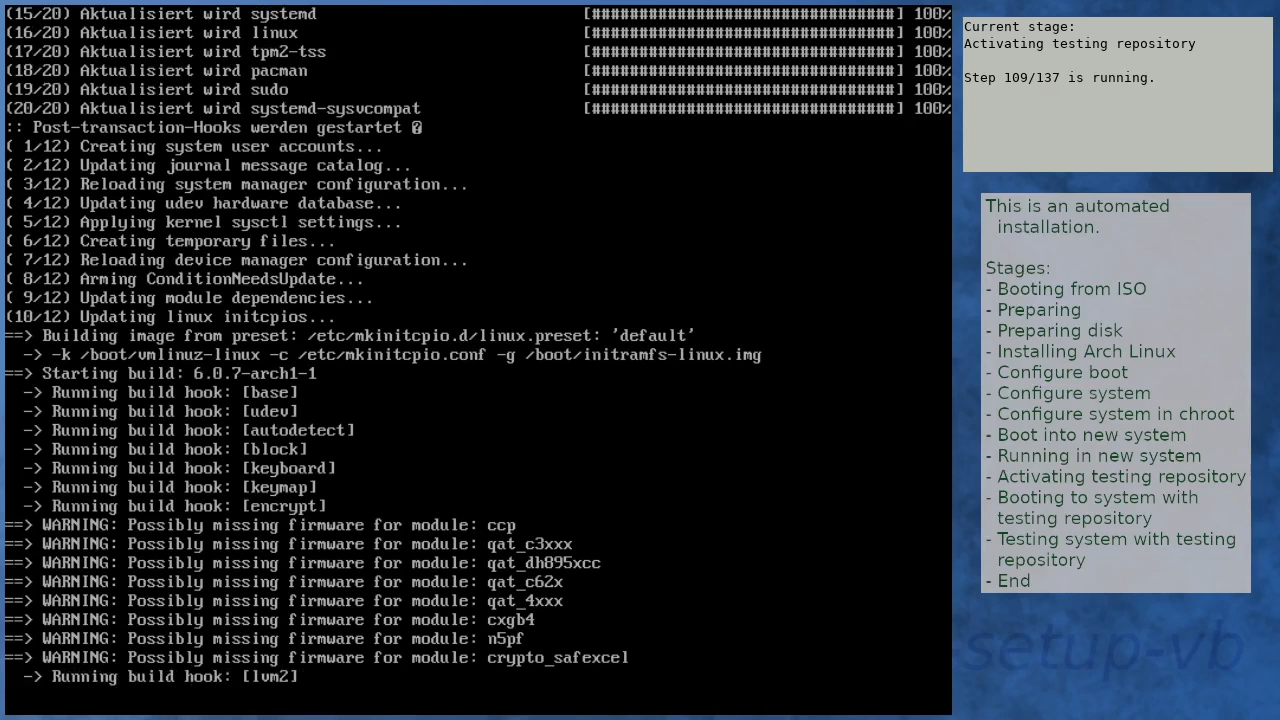 (15/20) Aktualisiert wird systemd [################################] 100%
(16/20) Aktualisiert wird linux [################################] 100%
(17/20) Aktualisiert wird tpm2-tss [################################] 100%
(18/20) Aktualisiert wird pacman [################################] 100%
(19/20) Aktualisiert wird sudo [################################] 100%
(20/20) Aktualisiert wird systemd-sysvcompat [################################] 100%
:: Post-transaction-Hooks werden gestartet �
( 1/12) Creating system user accounts...
( 2/12) Updating journal message catalog...
( 3/12) Reloading system manager configuration...
( 4/12) Updating udev hardware database...
( 5/12) Applying kernel sysctl settings...
( 6/12) Creating temporary files...
( 7/12) Reloading device manager configuration...
( 8/12) Arming ConditionNeedsUpdate...
( 9/12) Updating module dependencies...
(10/12) Updating linux initcpios...
==> Building image from preset: /etc/mkinitcpio.d/linux.preset: 'default'
  -> -k /boot/vmlinuz-linux -c /etc/mkinitcpio.conf -g /boot/initramfs-linux.img
==> Starting build: 6.0.7-arch1-1
  -> Running build hook: [base]
  -> Running build hook: [udev]
  -> Running build hook: [autodetect]
  -> Running build hook: [block]
  -> Running build hook: [keyboard]
  -> Running build hook: [keymap]
  -> Running build hook: [encrypt]
==> WARNING: Possibly missing firmware for module: ccp
==> WARNING: Possibly missing firmware for module: qat_c3xxx
==> WARNING: Possibly missing firmware for module: qat_dh895xcc
==> WARNING: Possibly missing firmware for module: qat_c62x
==> WARNING: Possibly missing firmware for module: qat_4xxx
==> WARNING: Possibly missing firmware for module: cxgb4
==> WARNING: Possibly missing firmware for module: n5pf
==> WARNING: Possibly missing firmware for module: crypto_safexcel
  -> Running build hook: [lvm2]
Current stage:
Activating testing repository
Step 109/137 is running.
This is an automated
installation.
Stages:
- Booting from ISO
- Preparing
- Preparing disk
- Installing Arch Linux
- Configure boot
- Configure system
- Configure system in chroot
- Boot into new system
- Running in new system
- Activating testing repository
- Booting to system with
testing repository
- Testing system with testing
repository
- End
-setup-vb